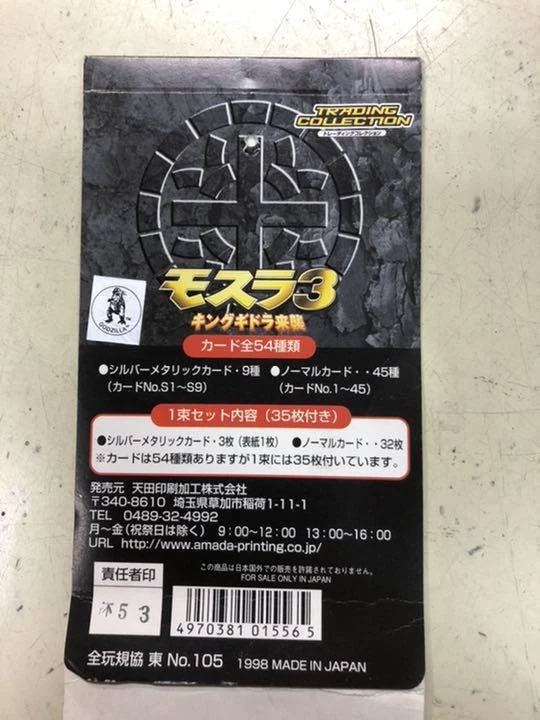 TRADING
COLLECTION
トレーディングコレクション
モスラ3
キングギドラ来襲
GODZILLA™
カード全54種類
●シルバーメタリックカード・9種
(カードNo.S1〜S9)
●ノーマルカード・・45種
(カードNo.1〜45)
1束セット内容(35枚付き)
●シルバーメタリックカード・3枚(表紙1枚) ●ノーマルカード・・32枚
※カードは54種類ありますが1束には35枚付いています。
発売元 天田印刷加工株式会社
〒340-8610 埼玉県草加市稲荷1-11-1
TEL 0489-32-4992
月〜金(祝祭日は除く) 9:00〜12:00 13:00〜16:00
URL http://www.amada-printing.co.jp/
この商品は日本国外での販売を許諾されておりません。
FOR SALE ONLY IN JAPAN
責任者印
53
4970381015565
全玩規協 東 No.105 1998 MADE IN JAPAN